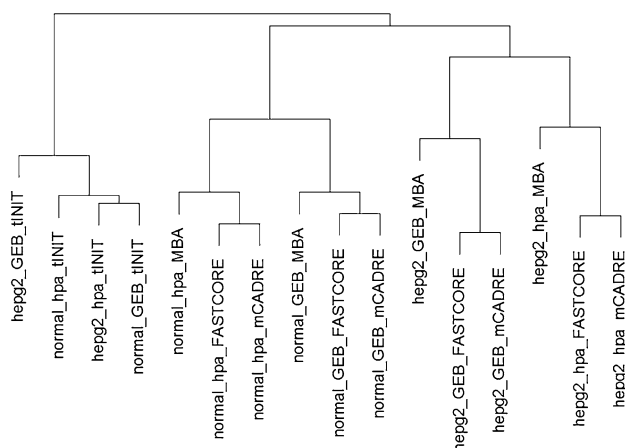 hepg2_GEB_tINIT
normal_hpa_tINIT
hepg2_hpa_tINIT
normal_GEB_tINIT
normal_hpa_MBA
normal_hpa_FASTCORE
normal_hpa_mCADRE
normal_GEB_MBA
normal_GEB_FASTCORE
normal_GEB_mCADRE
hepg2_GEB_MBA
hepg2_GEB_FASTCORE
hepg2_GEB_mCADRE
hepg2_hpa_MBA
hepg2_hpa_FASTCORE
hepg2_hpa_mCADRE